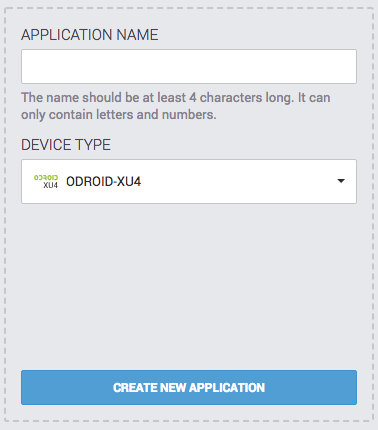 APPLICATION NAME
The name should be at least 4 characters long. It can
only contain letters and numbers.
DEVICE TYPE
ODROID
XU4 ODROID-XU4
CREATE NEW APPLICATION